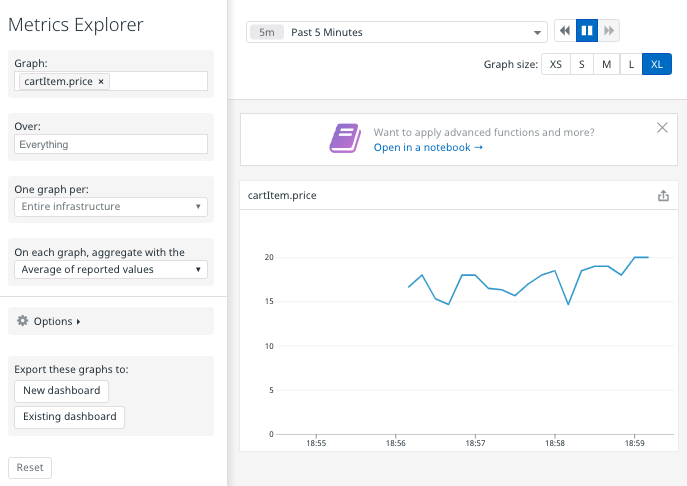 Metrics Explorer
Graph:
cartItem.price ×
Over:
Everything
One graph per:
Entire infrastructure
On each graph, aggregate with the
Average of reported values
Options
Export these graphs to:
New dashboard
Existing dashboard
Reset
5m Past 5 Minutes
Graph size: XS S M L XL
Want to apply advanced functions and more?
Open in a notebook →
cartItem.price
20
15
10
5
0
18:55 18:56 18:57 18:58 18:59